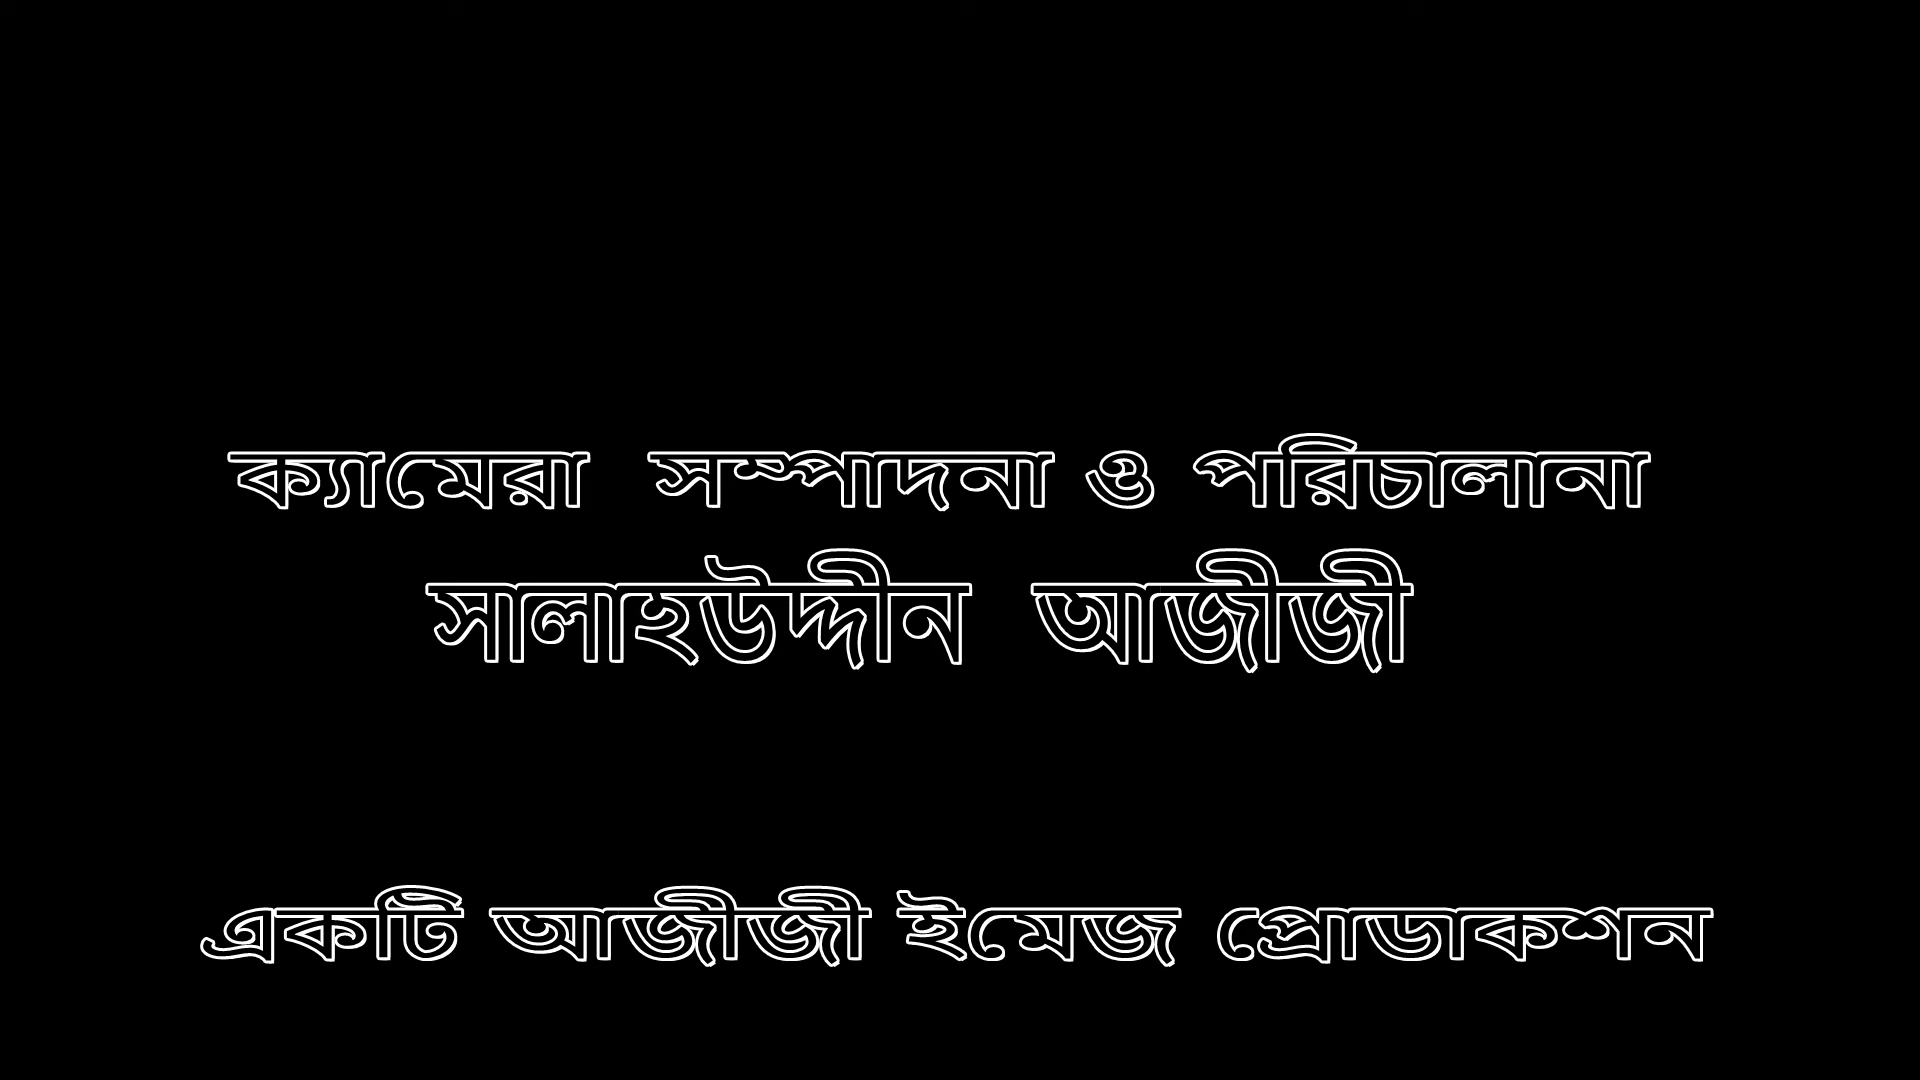 ক্যামেরা সম্পাদনা ও পরিচালানা
সালাহউদ্দীন আজীজী
একটি আজীজী ইমেজ প্রোডাকশন